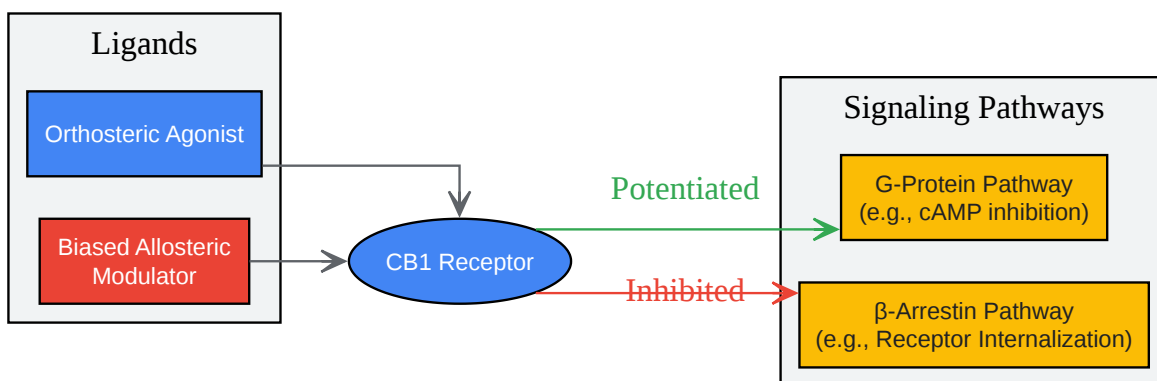 Ligands
Orthosteric Agonist
Biased Allosteric
Modulator
CB1 Receptor
Potentiated
Inhibited
Signaling Pathways
G-Protein Pathway
(e.g., cAMP inhibition)
β-Arrestin Pathway
(e.g., Receptor Internalization)